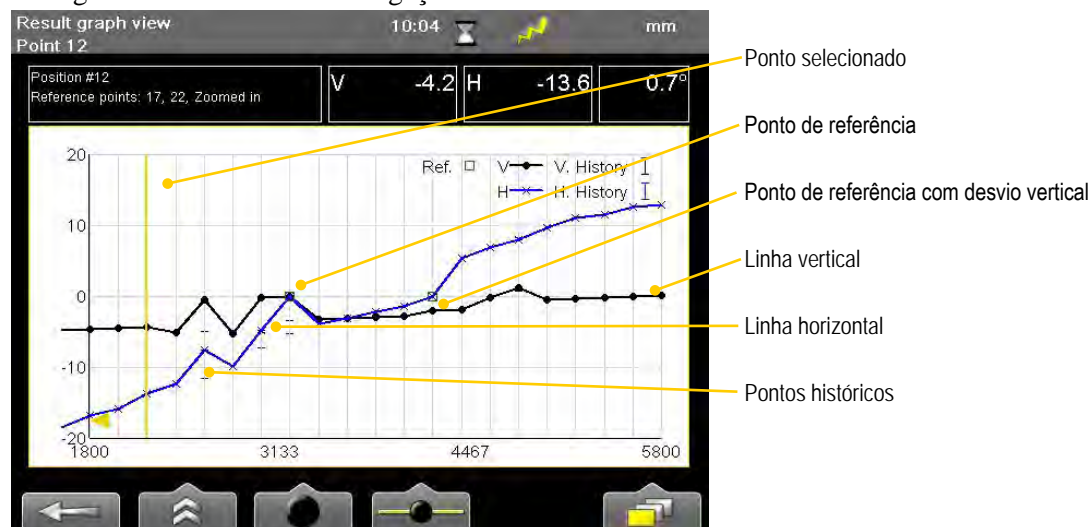 Result graph view
Point 12
10:04
mm
Position #12
Reference points: 17, 22, Zoomed in
V -4.2
H -13.6
0.7°
Ref. V V. History
H H. History
20
10
0
-10
-20
1800 3133 4467 5800
Ponto selecionado
Ponto de referência
Ponto de referência com desvio vertical
Linha vertical
Linha horizontal
Pontos históricos